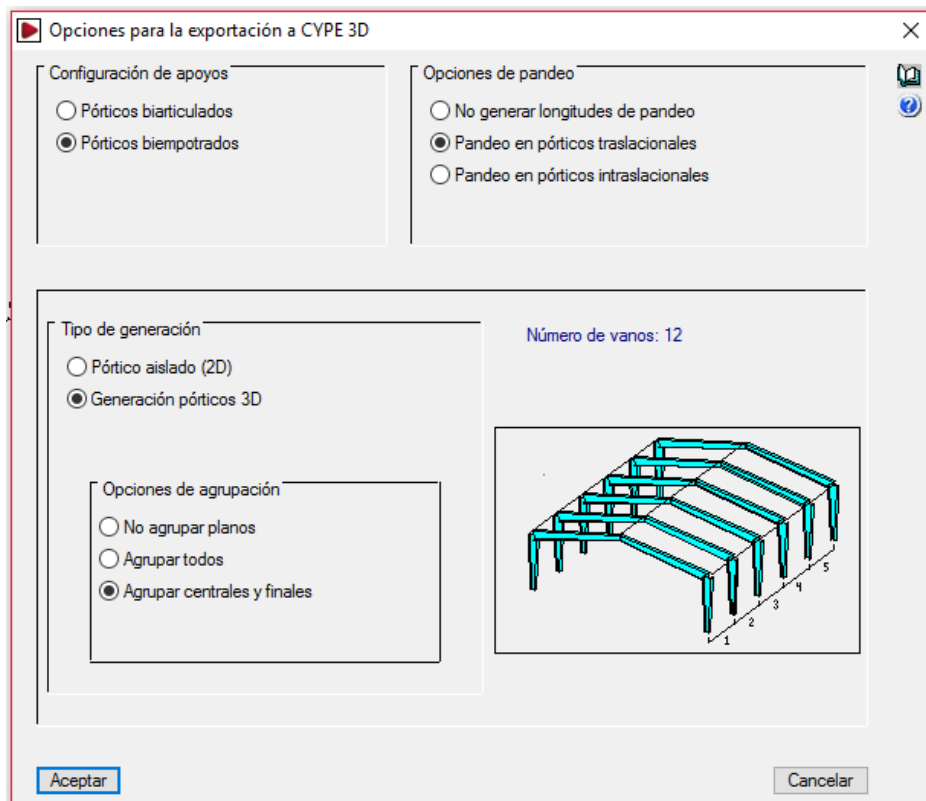 Opciones para la exportación a CYPE 3D
Configuración de apoyos
Pórticos biarticulados
Pórticos biempotrados
Opciones de pandeo
No generar longitudes de pandeo
Pandeo en pórticos traslacionales
Pandeo en pórticos intraslacionales
Tipo de generación
Pórtico aislado (2D)
Generación pórticos 3D
Opciones de agrupación
No agrupar planos
Agrupar todos
Agrupar centrales y finales
Número de vanos: 12
1
2
3
4
5
Aceptar
Cancelar